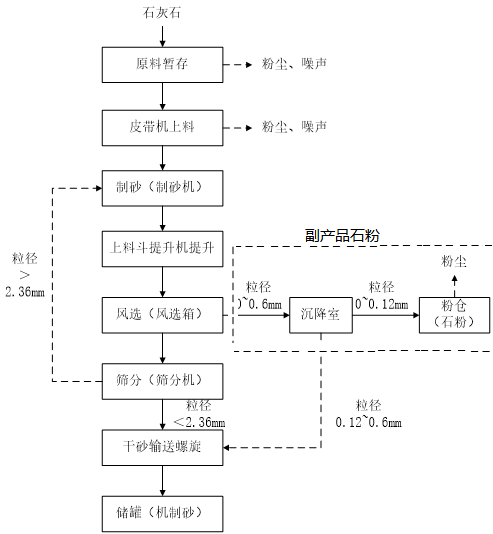 石灰石
原料暂存
粉尘、噪声
皮带机上料
粉尘、噪声
制砂（制砂机）
上料斗提升机提升
副产品石粉
粒径
＞
2.36mm
粉尘
风选（风选箱）
粒径
0~0.6mm
沉降室
粒径
0~0.12mm
粉仓
（石粉）
筛分（筛分机）
粒径
＜2.36mm
粒径
0.12~0.6mm
干砂输送螺旋
储罐（机制砂）